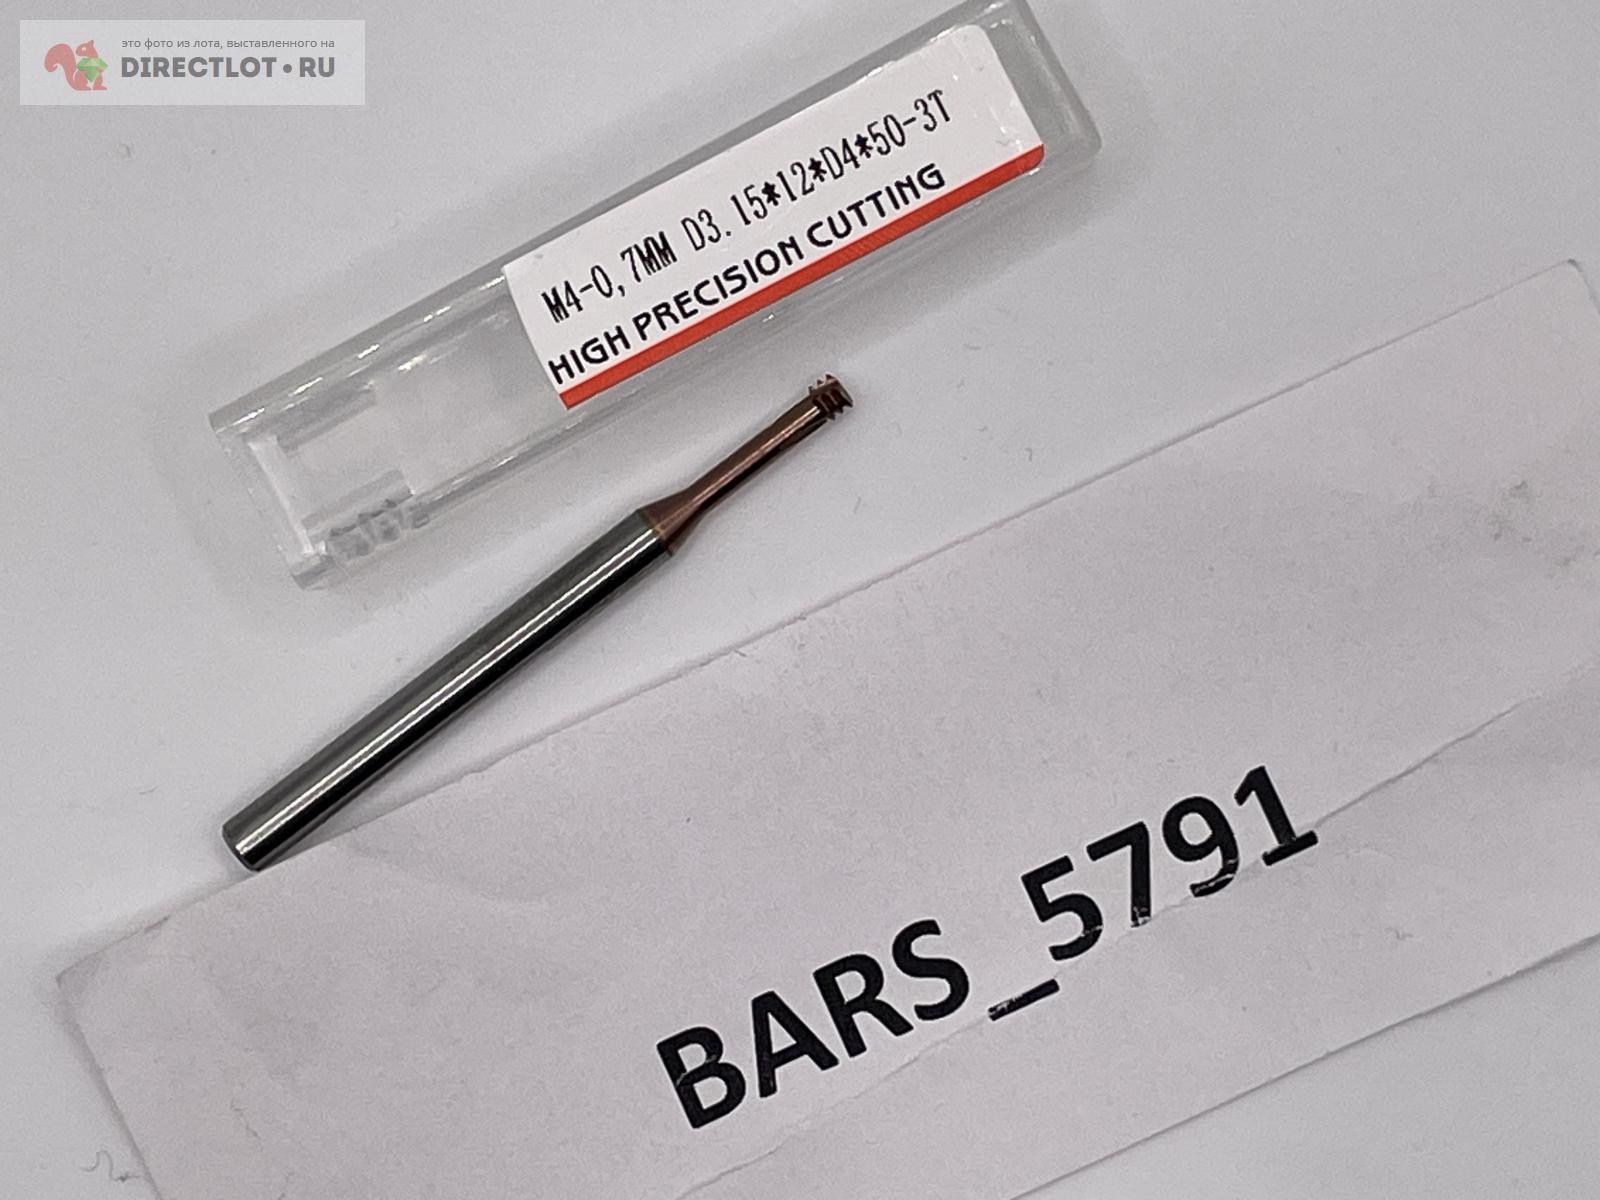 это фото из лота, выставленного на
DIRECTLOT•RU
M4-0,7MM D3.15*12*D4*50-3T
HIGH PRECISION CUTTING
BARS_5791